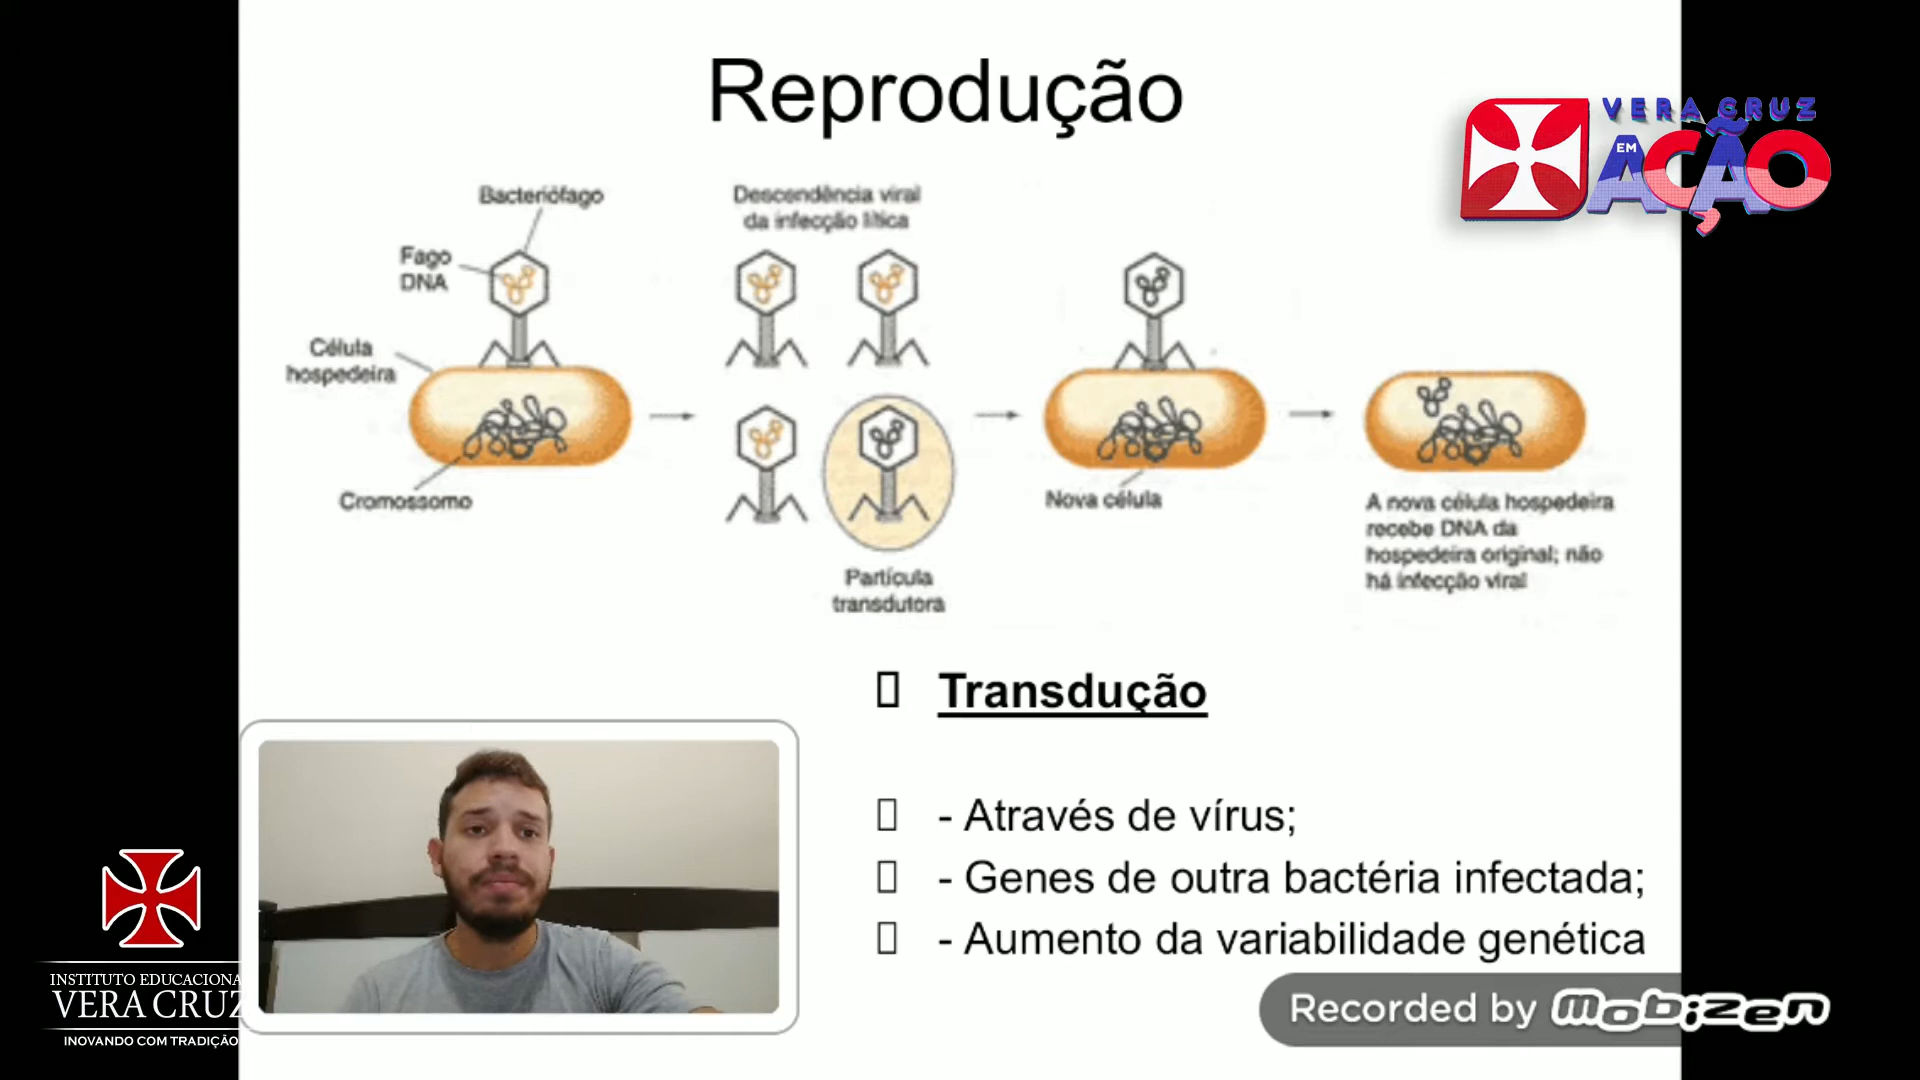 Reprodução
VERA CRUZ
EM
AÇÃO
Bacteriófago
Descendência viral
da infecção lítica
Fago
DNA
Célula
hospedeira
Cromossomo
Partícula
transdutora
Nova célula
A nova célula hospedeira
recebe DNA da
hospedeira original; não
há infecção viral
Transdução
- Através de vírus;
- Genes de outra bactéria infectada;
- Aumento da variabilidade genética
INSTITUTO EDUCACIONA
VERA CRUZ
INOVANDO COM TRADIÇÃO
Recorded by mobizen